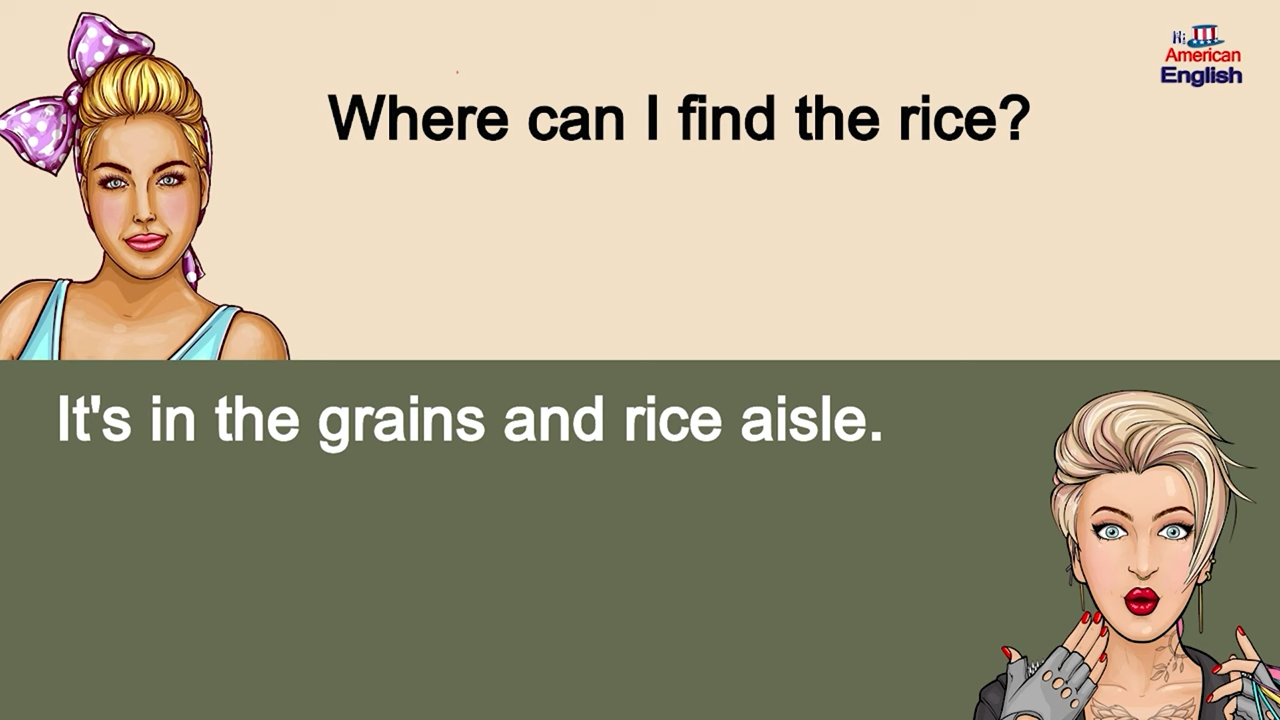 Hi
American
English
Where can I find the rice?
It's in the grains and rice aisle.